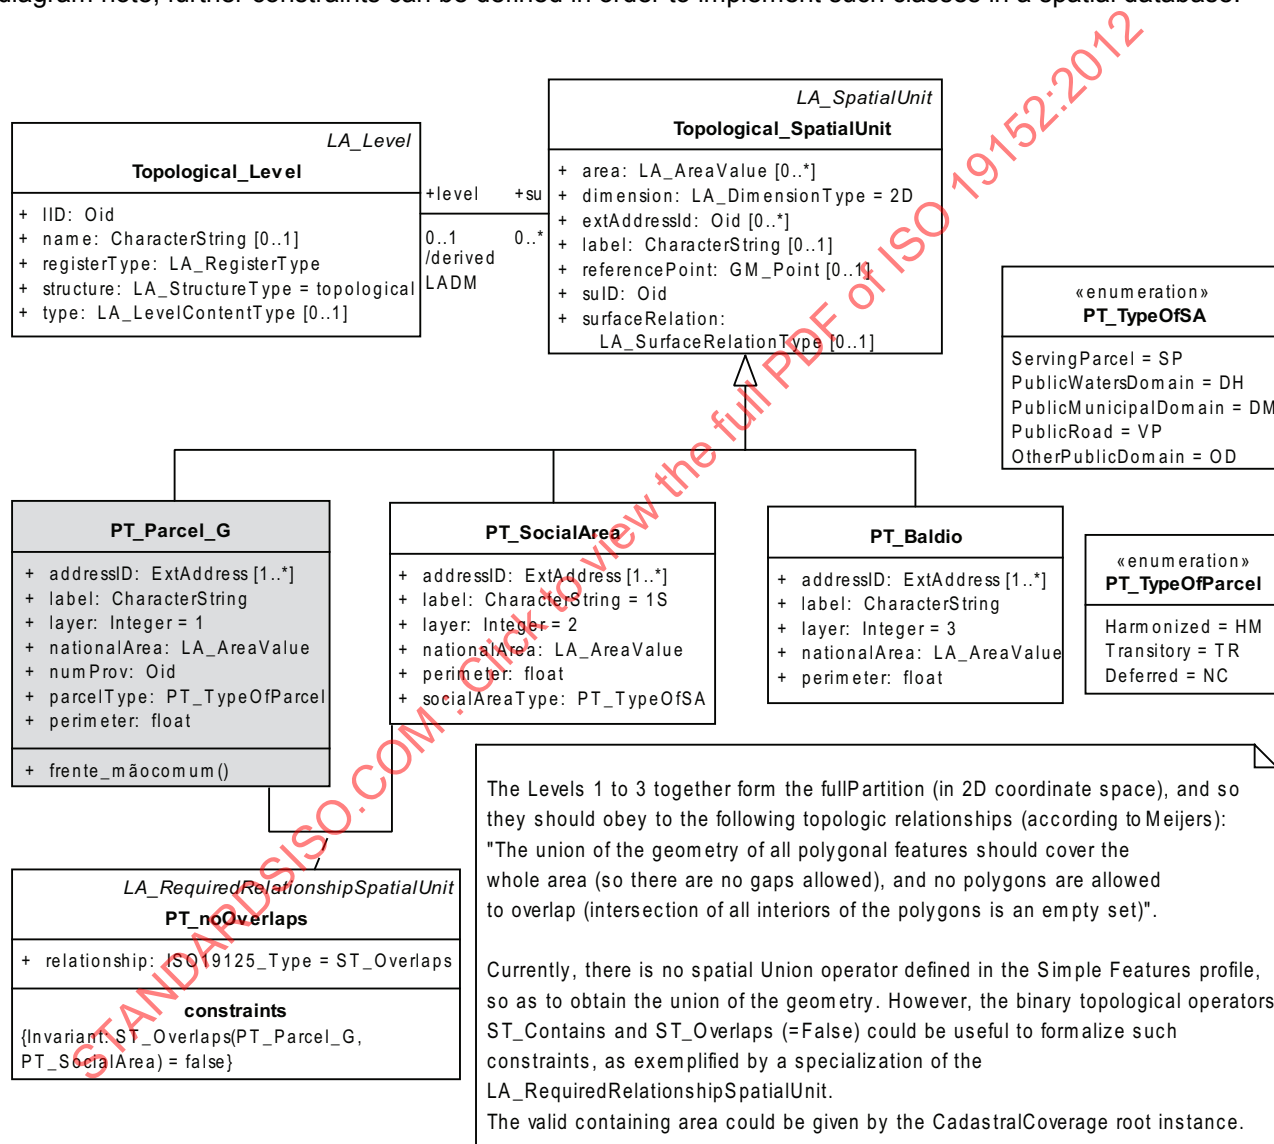 diagram note, further constraints can be defined in order to implement such classes in a spatial database.
LA_Level
Topological_Level
+ lID: Oid
+ name: CharacterString [0..1]
+ registerType: LA_RegisterType
+ structure: LA_StructureType = topological
+ type: LA_LevelContentType [0..1]
+level +su
0..1 0..*
/derived
LADM
LA_SpatialUnit
Topological_SpatialUnit
+ area: LA_AreaValue [0..*]
+ dimension: LA_DimensionType = 2D
+ extAddressId: Oid [0..*]
+ label: CharacterString [0..1]
+ referencePoint: GM_Point [0..1]
+ suID: Oid
+ surfaceRelation:
LA_SurfaceRelationType [0..1]
«enumeration»
PT_TypeOfSA
ServingParcel = SP
PublicWatersDomain = DH
PublicMunicipalDomain = DM
PublicRoad = VP
OtherPublicDomain = OD
PT_Parcel_G
+ addressID: ExtAddress [1..*]
+ label: CharacterString
+ layer: Integer = 1
+ nationalArea: LA_AreaValue
+ numProv: Oid
+ parcelType: PT_TypeOfParcel
+ perimeter: float
+ frente_mãocomum()
PT_SocialArea
+ addressID: ExtAddress [1..*]
+ label: CharacterString = 1S
+ layer: Integer = 2
+ nationalArea: LA_AreaValue
+ perimeter: float
+ socialAreaType: PT_TypeOfSA
PT_Baldio
+ addressID: ExtAddress [1..*]
+ label: CharacterString
+ layer: Integer = 3
+ nationalArea: LA_AreaValue
+ perimeter: float
«enumeration»
PT_TypeOfParcel
Harmonized = HM
Transitory = TR
Deferred = NC
LA_RequiredRelationshipSpatialUnit
PT_noOverlaps
+ relationship: ISO19125_Type = ST_Overlaps
constraints
{Invariant: ST_Overlaps(PT_Parcel_G,
PT_SocialArea) = false}
The Levels 1 to 3 together form the fullPartition (in 2D coordinate space), and so
they should obey to the following topologic relationships (according to Meijers):
"The union of the geometry of all polygonal features should cover the
whole area (so there are no gaps allowed), and no polygons are allowed
to overlap (intersection of all interiors of the polygons is an empty set)".
Currently, there is no spatial Union operator defined in the Simple Features profile,
so as to obtain the union of the geometry. However, the binary topological operators
ST_Contains and ST_Overlaps (=False) could be useful to formalize such
constraints, as exemplified by a specialization of the
LA_RequiredRelationshipSpatialUnit.
The valid containing area could be given by the CadastralCoverage root instance.
STANDARDSISO.COM : Click to view the full PDF of ISO 19152:2012